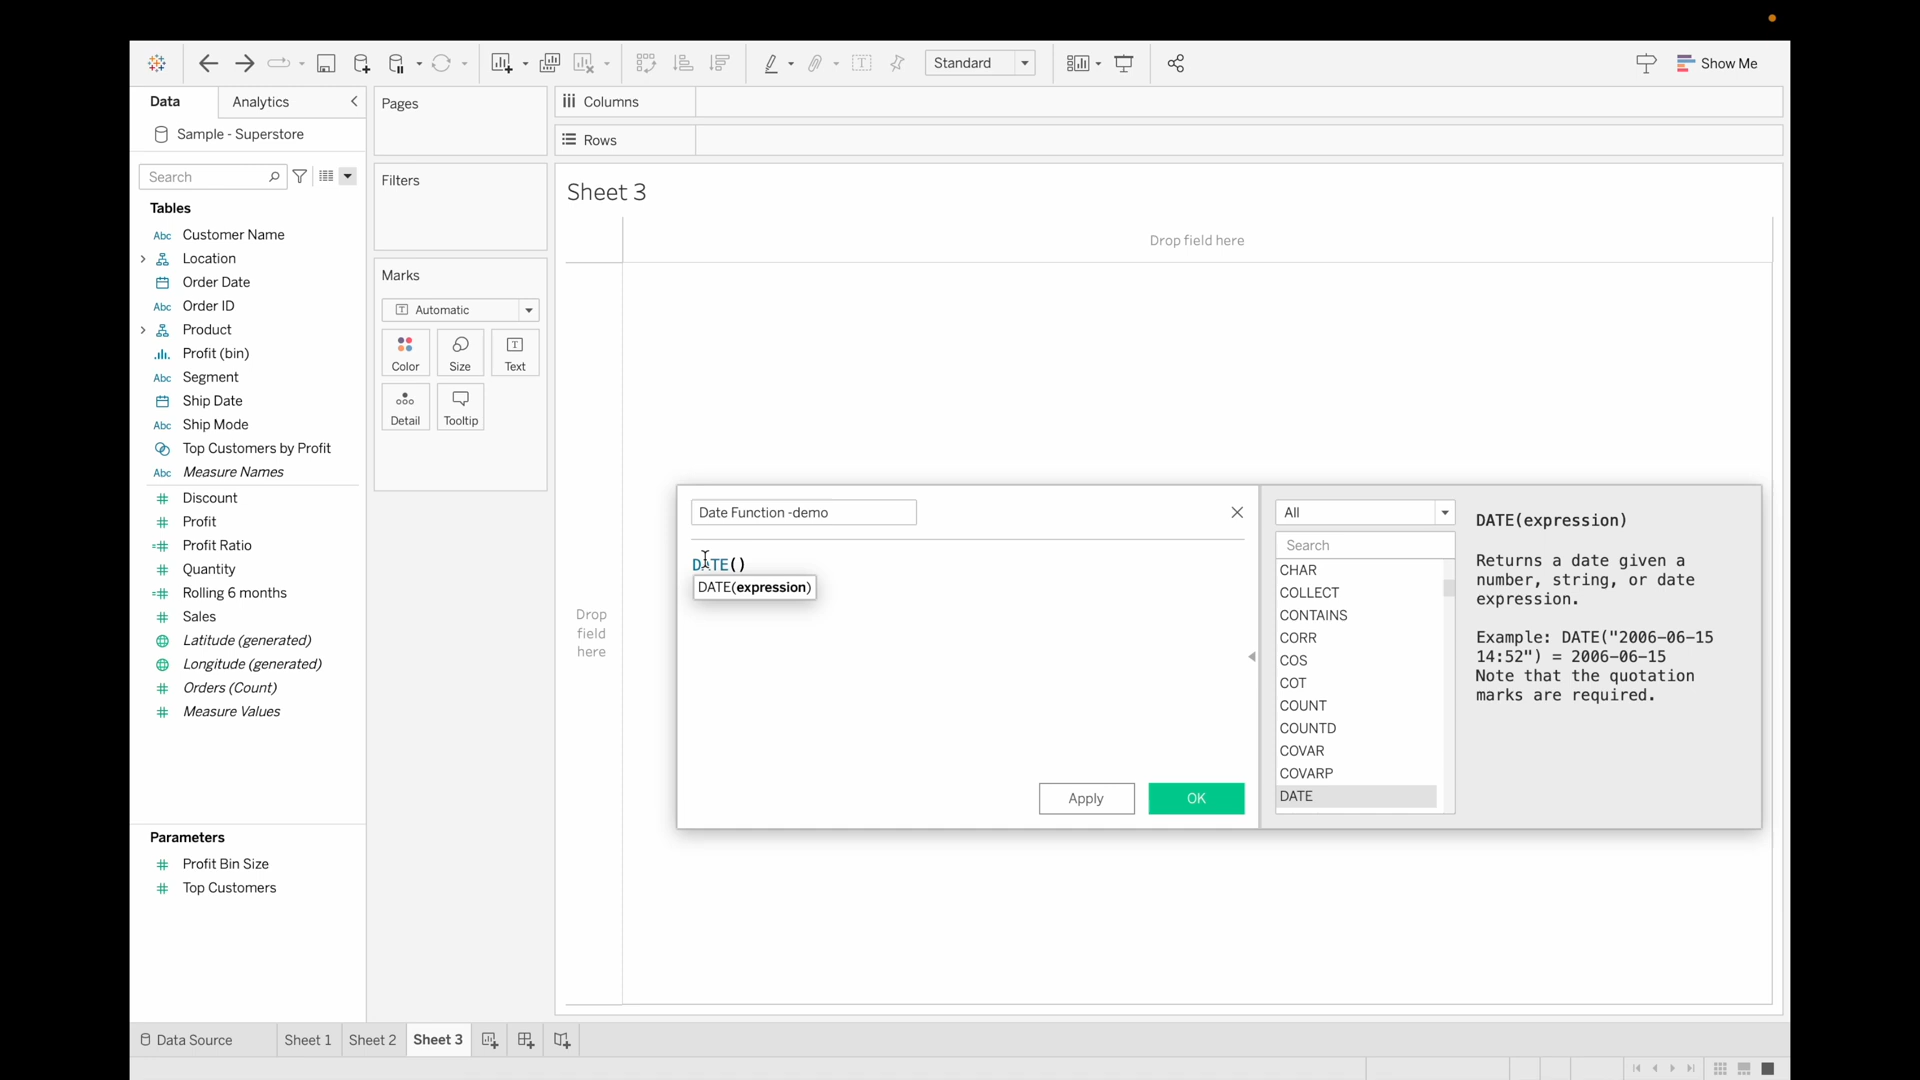 Standard
Show Me
Data
Analytics
Sample - Superstore
Search
Tables
Abc Customer Name
Location
Order Date
Abc Order ID
Product
Profit (bin)
Abc Segment
Ship Date
Abc Ship Mode
Top Customers by Profit
Abc Measure Names
# Discount
# Profit
=# Profit Ratio
# Quantity
=# Rolling 6 months
# Sales
Latitude (generated)
Longitude (generated)
# Orders (Count)
# Measure Values
Parameters
# Profit Bin Size
# Top Customers
Pages
Filters
Marks
Automatic
Color
Size
Text
Detail
Tooltip
Columns
Rows
Sheet 3
Drop field here
Drop
field
here
Date Function -demo
DATE()
DATE(expression)
Apply
OK
All
Search
CHAR
COLLECT
CONTAINS
CORR
COS
COT
COUNT
COUNTD
COVAR
COVARP
DATE
DATE(expression)
Returns a date given a
number, string, or date
expression.
Example: DATE("2006-06-15
14:52") = 2006-06-15
Note that the quotation
marks are required.
Data Source
Sheet 1
Sheet 2
Sheet 3